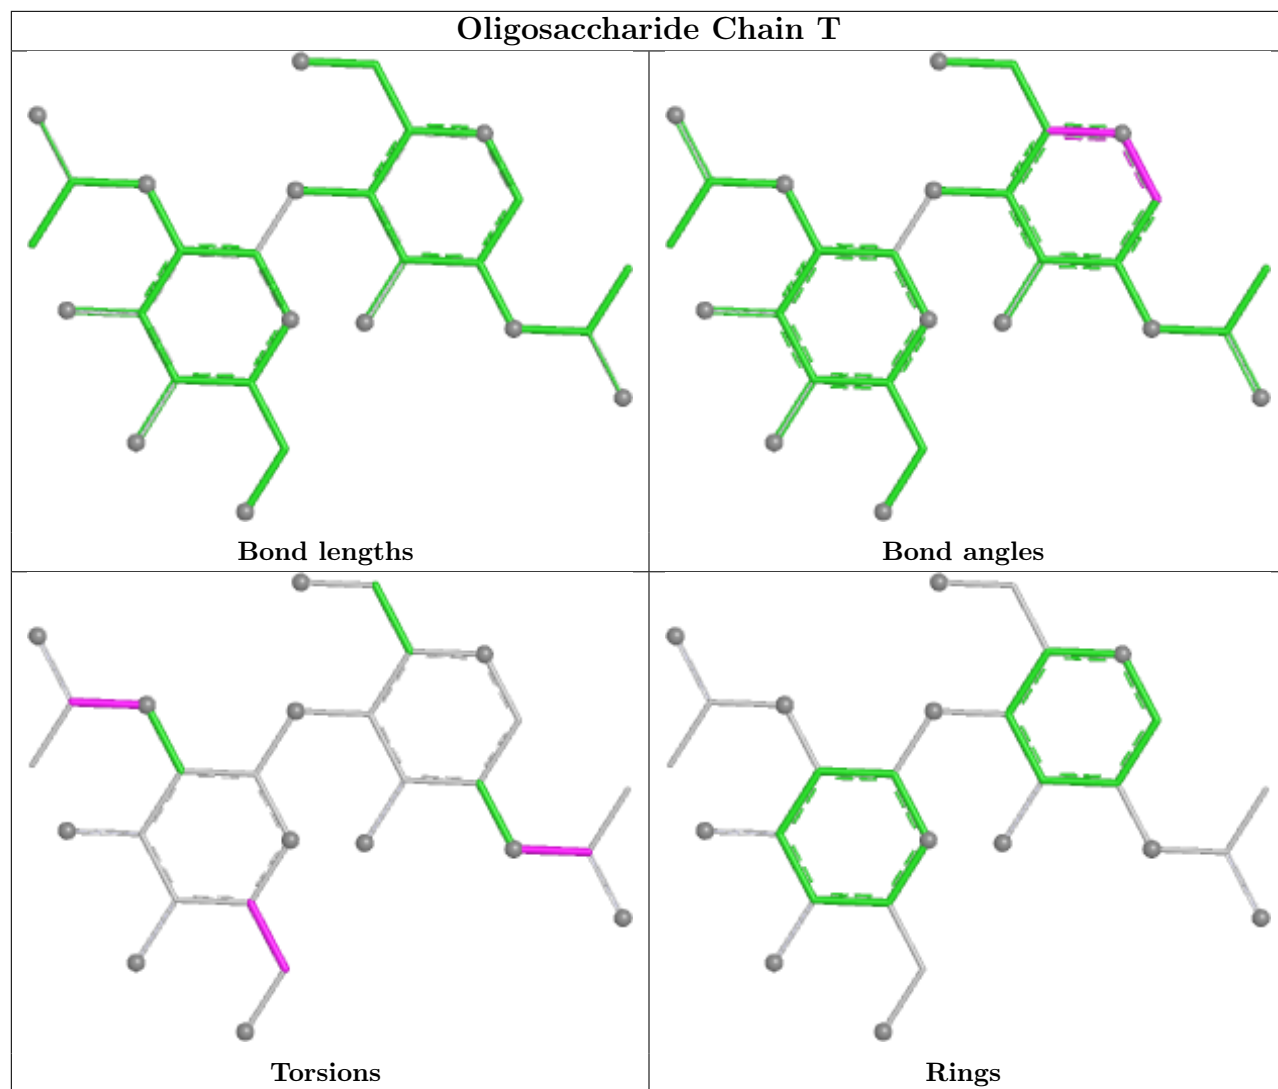 Oligosaccharide Chain T
Bond lengths
Bond angles
Torsions
Rings